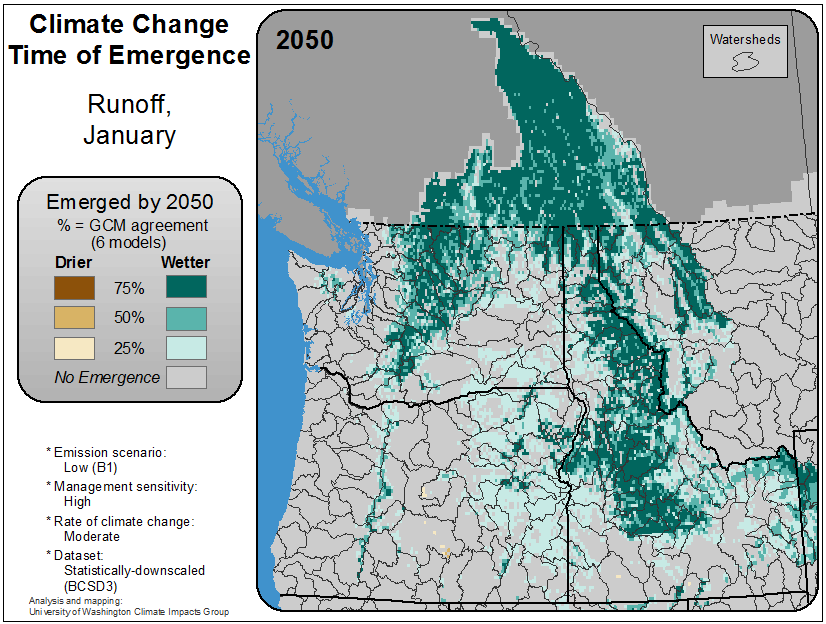 Climate Change
Time of Emergence
Runoff,
January
Emerged by 2050
% = GCM agreement
(6 models)
Drier Wetter
75%
50%
25%
No Emergence
* Emission scenario:
Low (B1)
* Management sensitivity:
High
* Rate of climate change:
Moderate
* Dataset:
Statistically-downscaled
(BCSD3)
Analysis and mapping:
University of Washington Climate Impacts Group
2050
Watersheds